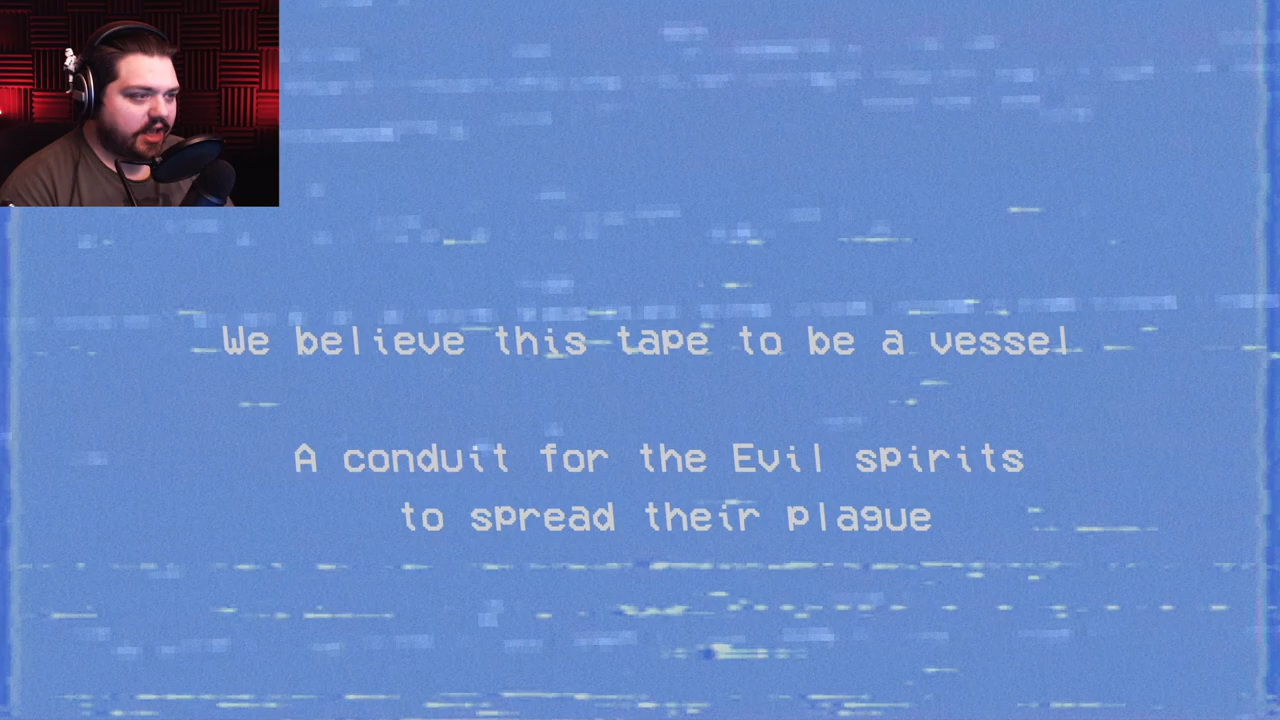 We believe this tape to be a vessel
A conduit for the Evil spirits
to spread their plague